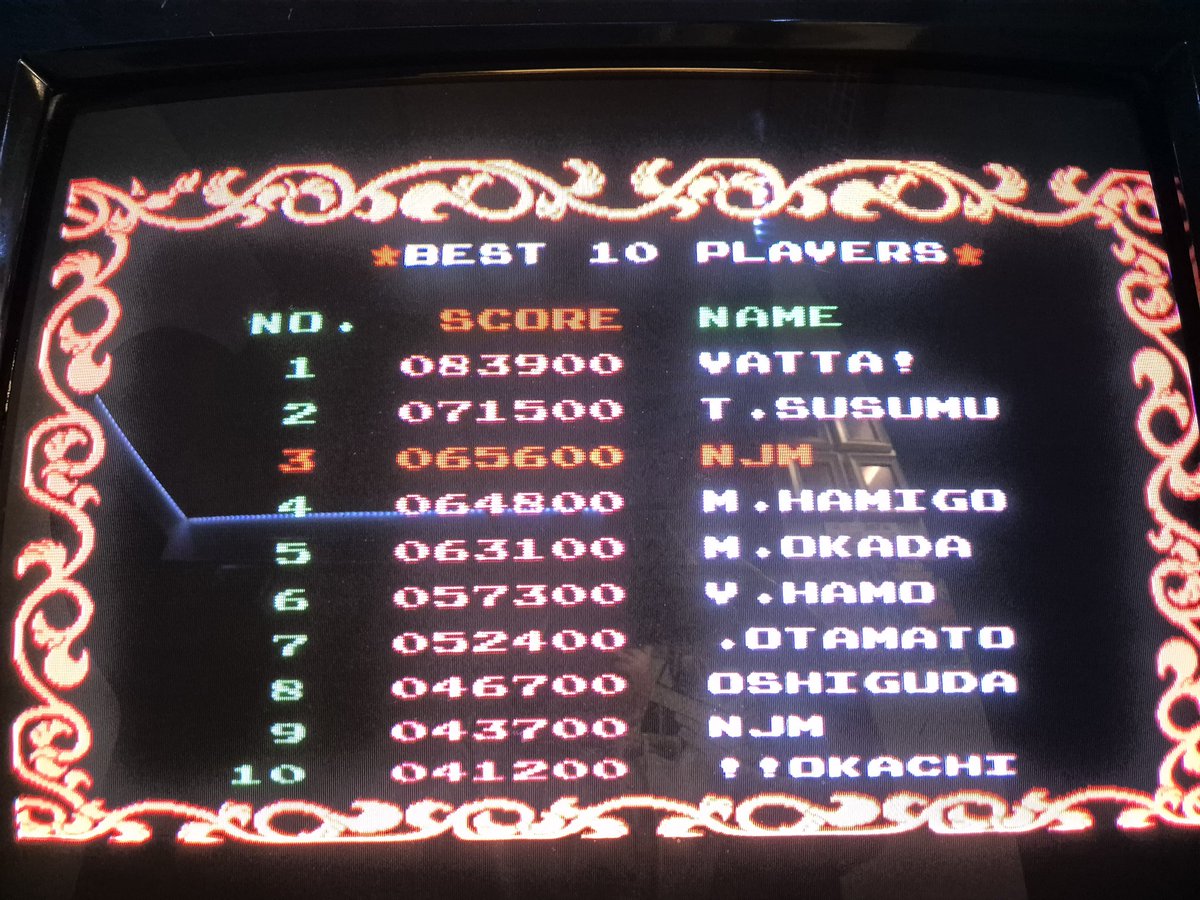 ★BEST 10 PLAYERS★
NO. SCORE NAME
1 083900 YATTA!
2 071500 T.SUSUMU
3 065600 NJM
4 064800 M.HAMIGO
5 063100 M.OKADA
6 057300 Y.HAMO
7 052400 .OTAMATO
8 046700 OSHIGUDA
9 043700 NJM
10 041200 !!OKACHI